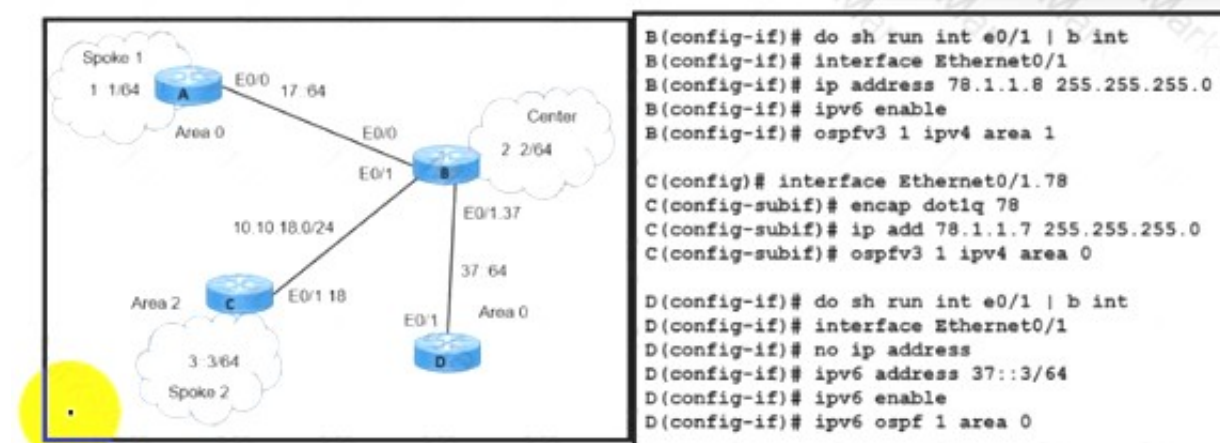 Spoke 1
1 1/64
A
E0/0
17 :64
Area 0
Center
2 2/64
E0/0
E0/1
B
E0/1.37
10.10.18.0/24
37 :64
Area 2
C
E0/1 18
Area 0
E0/1
D
3 :3/64
Spoke 2
B(config-if)# do sh run int e0/1 | b int
B(config-if)# interface Ethernet0/1
B(config-if)# ip address 78.1.1.8 255.255.255.0
B(config-if)# ipv6 enable
B(config-if)# ospfv3 1 ipv4 area 1
C(config)# interface Ethernet0/1.78
C(config-subif)# encap dot1q 78
C(config-subif)# ip add 78.1.1.7 255.255.255.0
C(config-subif)# ospfv3 1 ipv4 area 0
D(config-if)# do sh run int e0/1 | b int
D(config-if)# interface Ethernet0/1
D(config-if)# no ip address
D(config-if)# ipv6 address 37::3/64
D(config-if)# ipv6 enable
D(config-if)# ipv6 ospf 1 area 0